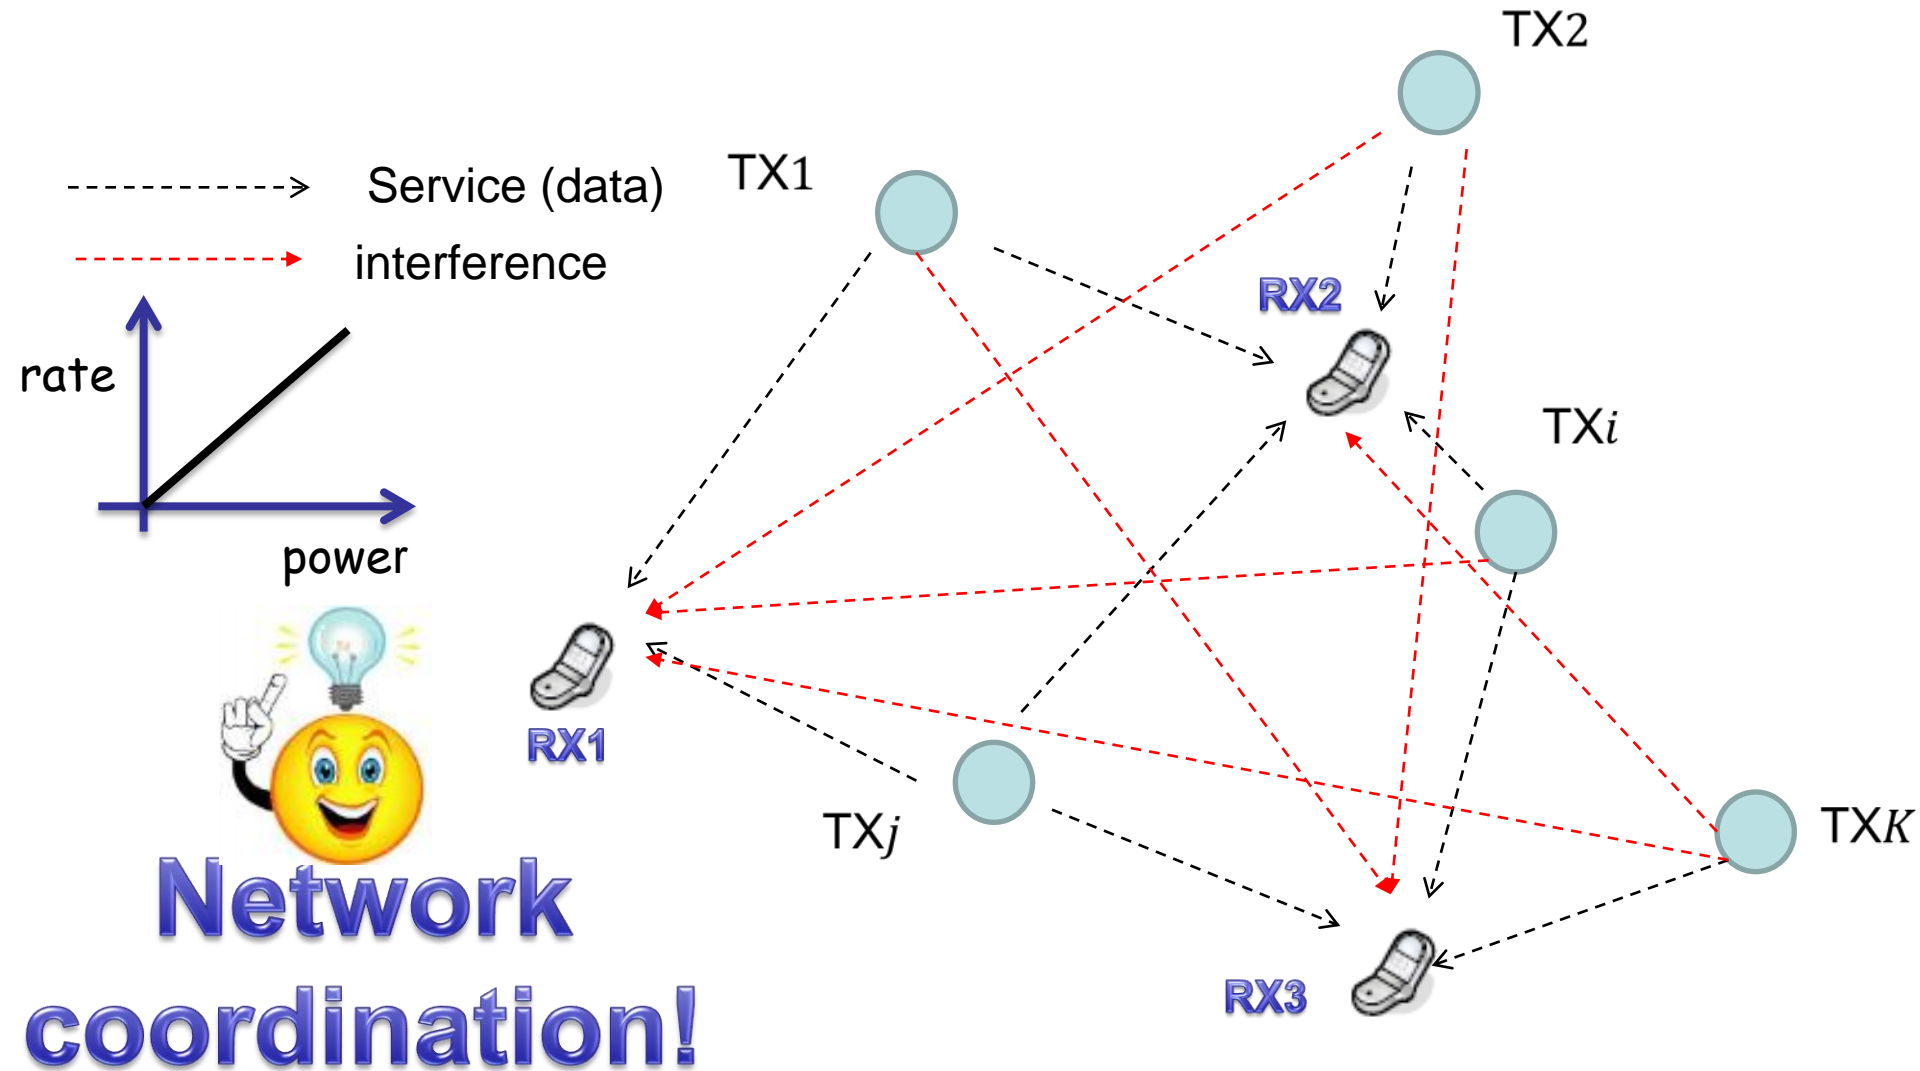 TX2
TX1
Service (data)
interference
RX2
rate
TXi
power
RX1
TXj
TXK
Network
coordination!
RX3